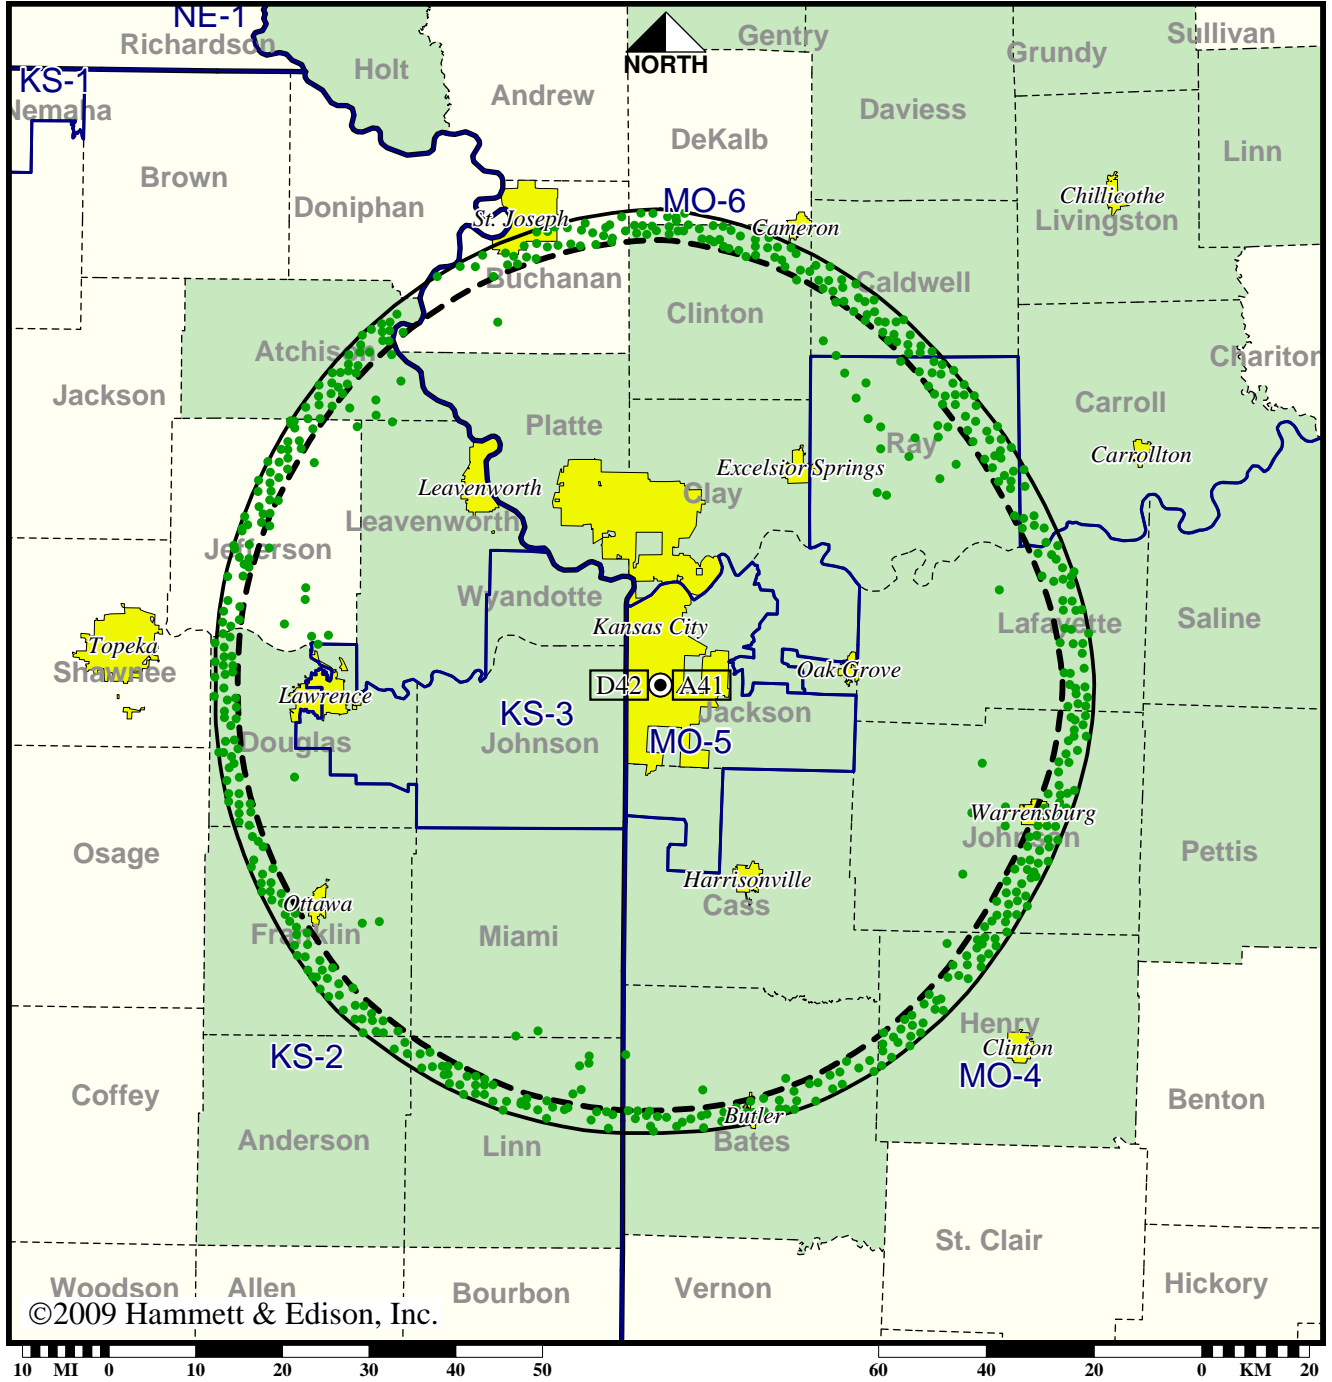 NE-1
Richardson
Holt
Gentry
Sullivan
Grundy
NORTH
KS-1
Nemaha
Andrew
Daviess
DeKalb
Linn
Brown
Chillicothe
Doniphan
MO-6
St. Joseph
Cameron
Livingston
Buchanan
Caldwell
Clinton
Atchison
Chariton
Jackson
Carroll
Platte
Ray
Carrollton
Excelsior Springs
Leavenworth
Clay
Leavenworth
Jefferson
Wyandotte
Kansas City
Lafayette
Saline
Topeka
Shawnee
Oak Grove
Lawrence
D42
A41
KS-3
Jackson
Douglas
Johnson
MO-5
Warrensburg
Johnson
Osage
Pettis
Harrisonville
Cass
Ottawa
Franklin
Miami
Henry
Clinton
KS-2
MO-4
Coffey
Benton
Butler
Anderson
Linn
Bates
St. Clair
Woodson
Allen
Bourbon
Vernon
Hickory
©2009 Hammett & Edison, Inc.
10 MI 0 10 20 30 40 50 60 40 20 0 KM 20